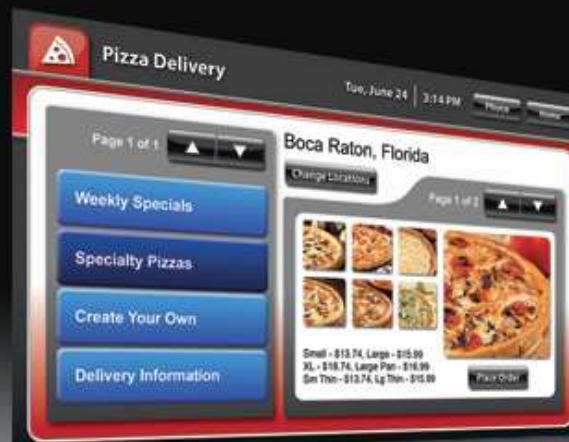 Pizza Delivery
Tue, June 24 | 3:14 PM
Phone
Home
Page 1 of 1
Boca Raton, Florida
Change Locations
Page 1 of 2
Weekly Specials
Specialty Pizzas
Create Your Own
Delivery Information
Small - $13.74, Large - $15.99
XL - $18.74, Large Pan - $16.99
Sm Thin - $13.74, Lg Thin - $15.99
Place Order